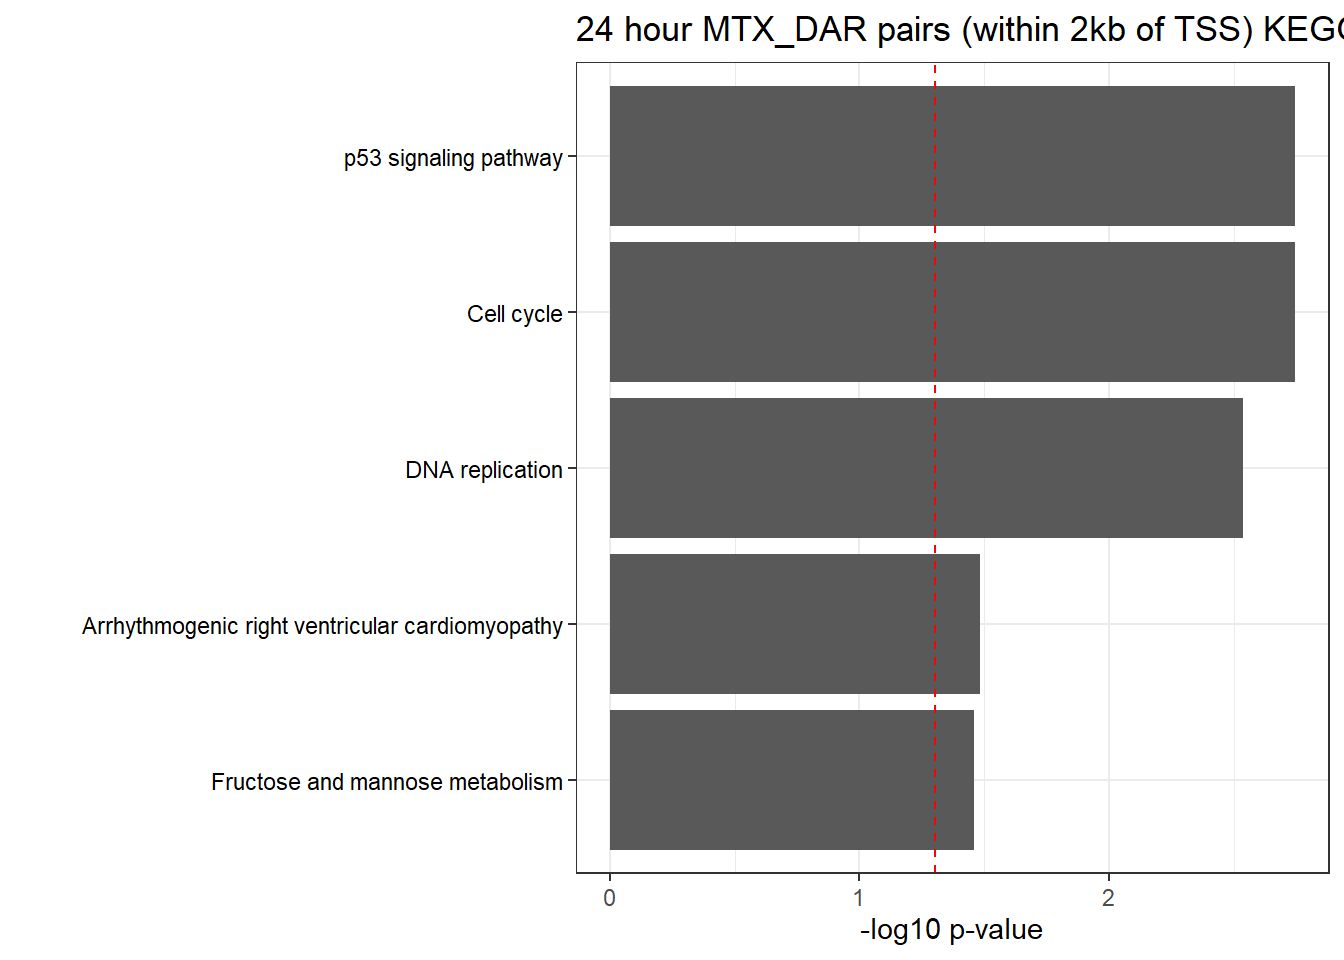 24 hour MTX_DAR pairs (within 2kb of TSS) KEGG
p53 signaling pathway
Cell cycle
DNA replication
Arrhythmogenic right ventricular cardiomyopathy
Fructose and mannose metabolism
0 1 2
-log10 p-value